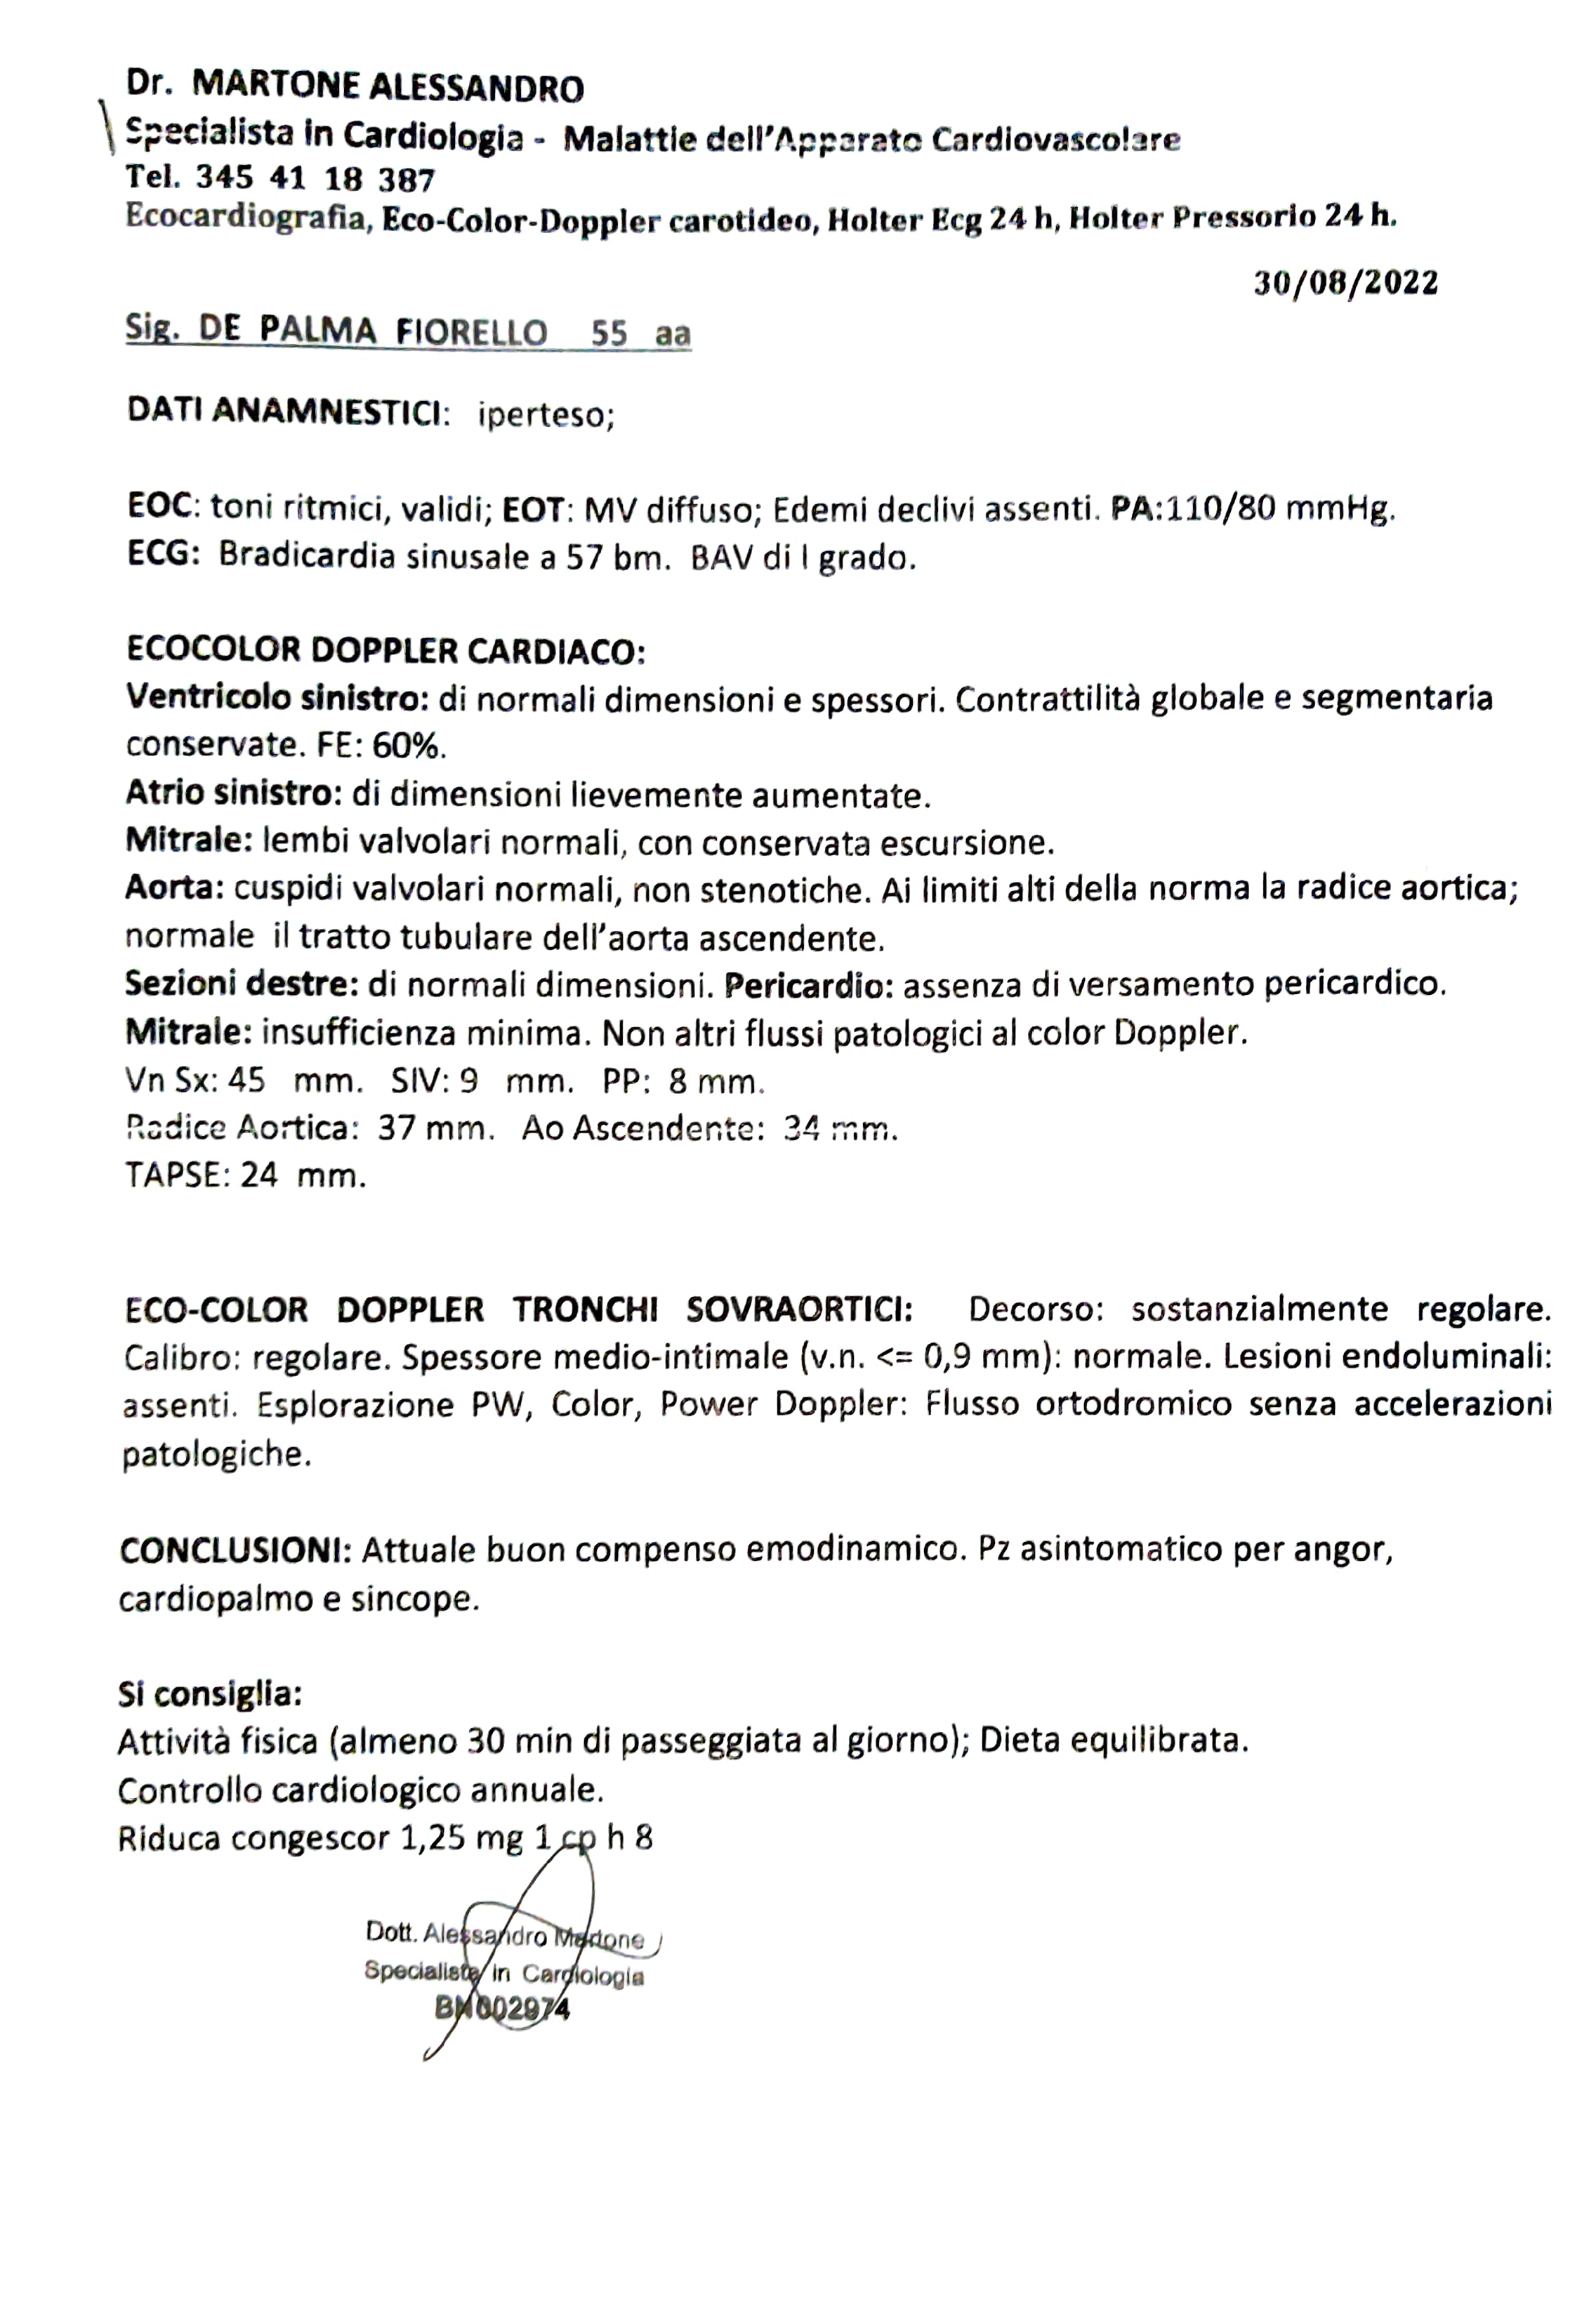 Dr. MARTONE ALESSANDRO
Specialista in Cardiologia - Malattie dell'Apparato Cardiovascolare
Tel. 345 41 18 387
Ecocardiografia, Eco-Color-Doppler carotideo, Holter Ecg 24 h, Holter Pressorio 24 h.
30/08/2022
Sig. DE PALMA FIORELLO 55 aa
DATI ANAMNESTICI: iperteso;
EOC: toni ritmici, validi; EOT: MV diffuso; Edemi declivi assenti. PA:110/80 mmHg.
ECG: Bradicardia sinusale a 57 bm. BAV di I grado.
ECOCOLOR DOPPLER CARDIACO:
Ventricolo sinistro: di normali dimensioni e spessori. Contrattilità globale e segmentaria
conservate. FE: 60%.
Atrio sinistro: di dimensioni lievemente aumentate.
Mitrale: lembi valvolari normali, con conservata escursione.
Aorta: cuspidi valvolari normali, non stenotiche. Ai limiti alti della norma la radice aortica;
normale il tratto tubulare dell'aorta ascendente.
Sezioni destre: di normali dimensioni. Pericardio: assenza di versamento pericardico.
Mitrale: insufficienza minima. Non altri flussi patologici al color Doppler.
Vn Sx: 45 mm. SIV: 9 mm. PP: 8 mm.
Radice Aortica: 37 mm. Ao Ascendente: 34 mm.
TAPSE: 24 mm.
ECO-COLOR DOPPLER TRONCHI SOVRAORTICI: Decorso: sostanzialmente regolare.
Calibro: regolare. Spessore medio-intimale (v.n. <= 0,9 mm): normale. Lesioni endoluminali:
assenti. Esplorazione PW, Color, Power Doppler: Flusso ortodromico senza accelerazioni
patologiche.
CONCLUSIONI: Attuale buon compenso emodinamico. Pz asintomatico per angor,
cardiopalmo e sincope.
Si consiglia:
Attività fisica (almeno 30 min di passeggiata al giorno); Dieta equilibrata.
Controllo cardiologico annuale.
Riduca congescor 1,25 mg 1 cp h 8
Dott. Alessandro Martone
Specialista in Cardiologia
BN002974